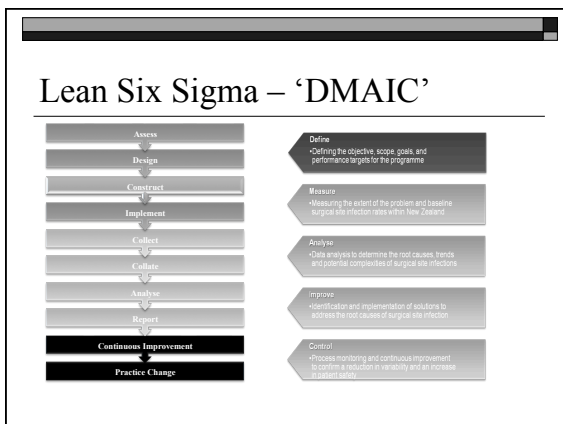 Lean Six Sigma – ‘DMAIC’
Assess
Design
Construct
Implement
Collect
Collate
Analyse
Report
Continuous Improvement
Practice Change
Define
•Defining the objective, scope, goals, and
performance targets for the programme
Measure
•Measuring the extent of the problem and baseline
surgical site infection rates within New Zealand
Analyse
•Data analysis to determine the root causes, trends
and potential complexities of surgical site infections
Improve
•Identification and implementation of solutions to
address the root causes of surgical site infection
Control
•Process monitoring and continuous improvement
to confirm a reduction in variability and an increase
in patient safety